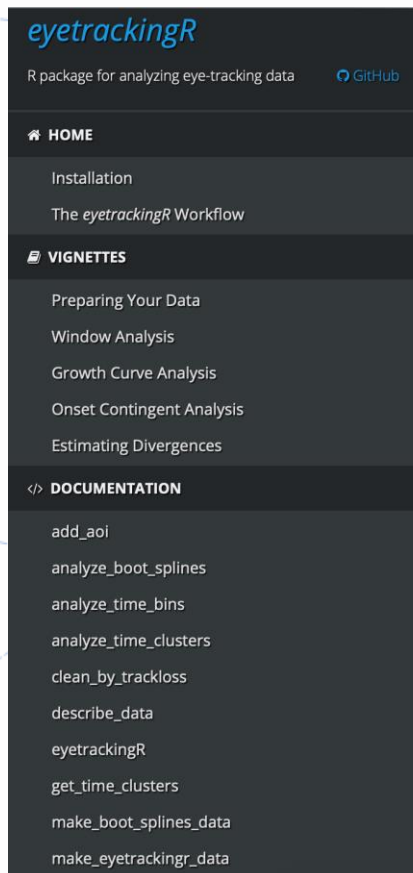 eyetrackingR
R package for analyzing eye-tracking data GitHub
HOME
Installation
The eyetrackingR Workflow
VIGNETTES
Preparing Your Data
Window Analysis
Growth Curve Analysis
Onset Contingent Analysis
Estimating Divergences
</> DOCUMENTATION
add_aoi
analyze_boot_splines
analyze_time_bins
analyze_time_clusters
clean_by_trackloss
describe_data
eyetrackingR
get_time_clusters
make_boot_splines_data
make_eyetrackingr_data